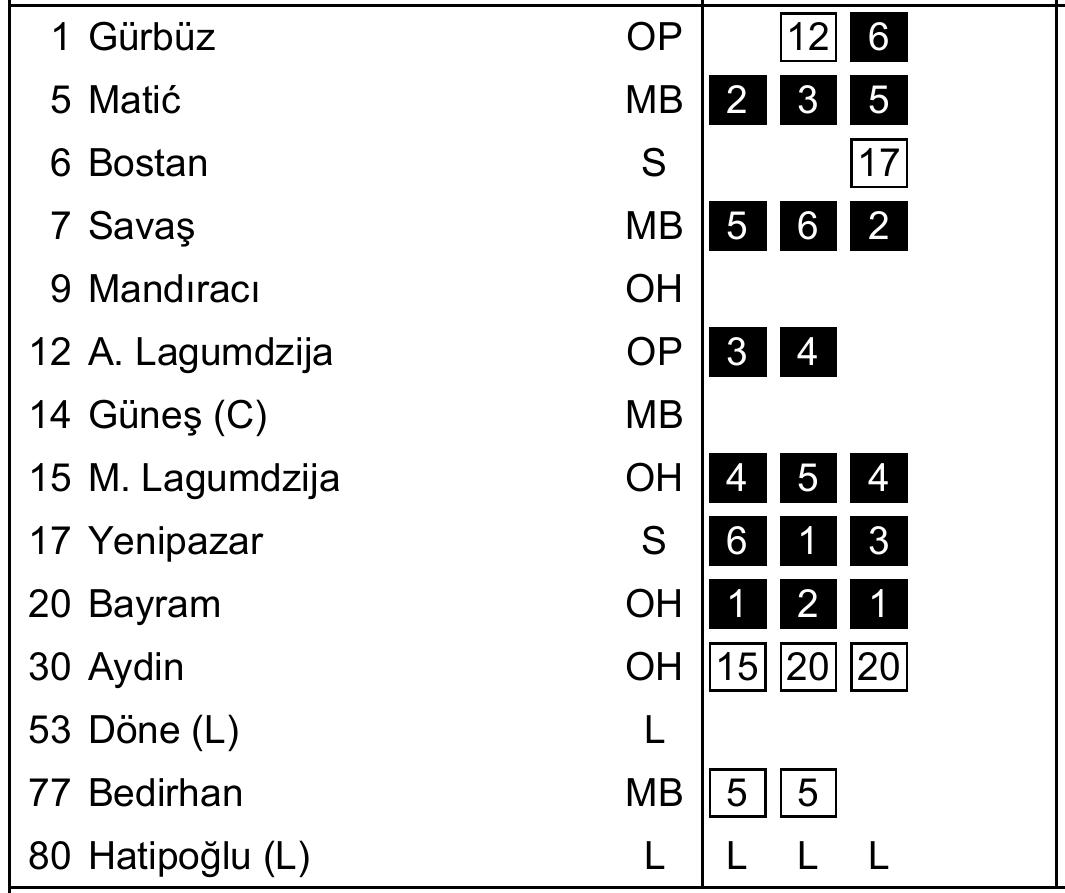 1 Gürbüz OP 12 6
5 Matić MB 2 3 5
6 Bostan S 17
7 Savaş MB 5 6 2
9 Mandıracı OH
12 A. Lagumdzija OP 3 4
14 Güneş (C) MB
15 M. Lagumdzija OH 4 5 4
17 Yenipazar S 6 1 3
20 Bayram OH 1 2 1
30 Aydin OH 15 20 20
53 Döne (L) L
77 Bedirhan MB 5 5
80 Hatipoğlu (L) L L L L